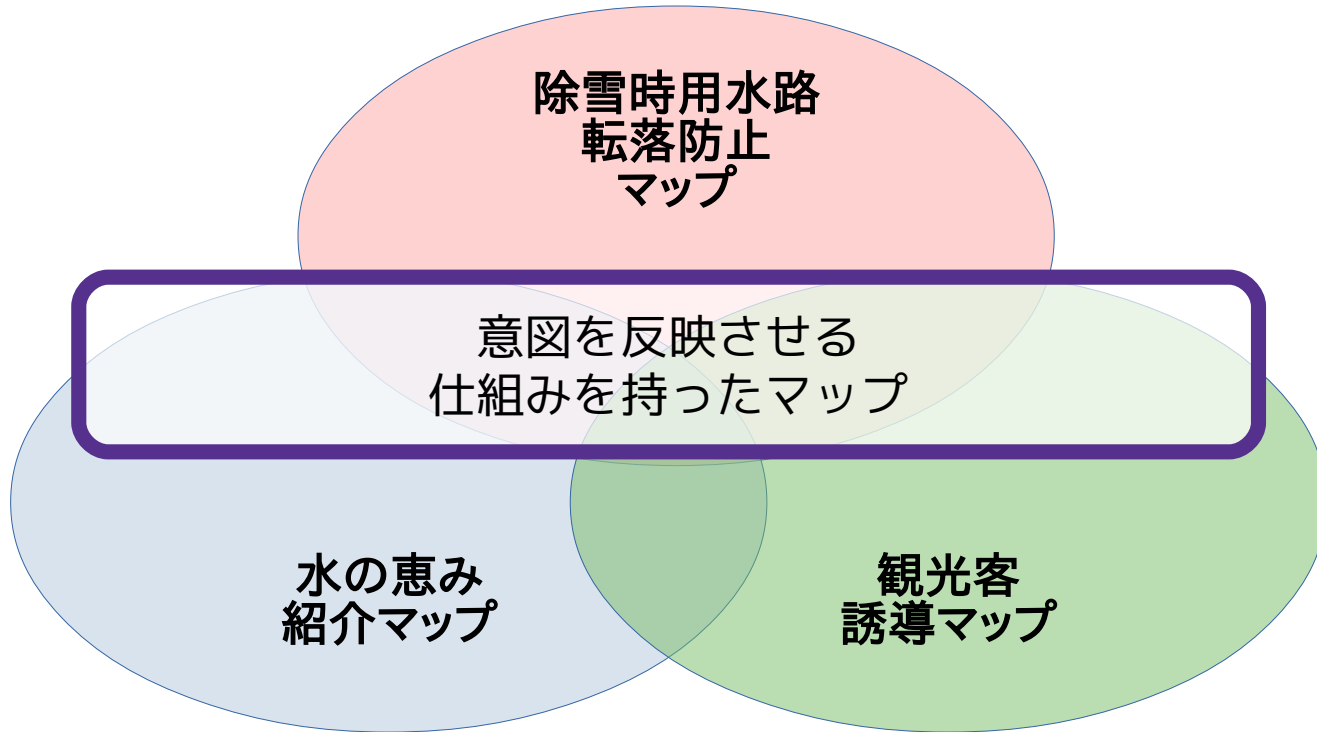 除雪時用水路
転落防止
マップ
意図を反映させる
仕組みを持ったマップ
水の恵み
紹介マップ
観光客
誘導マップ